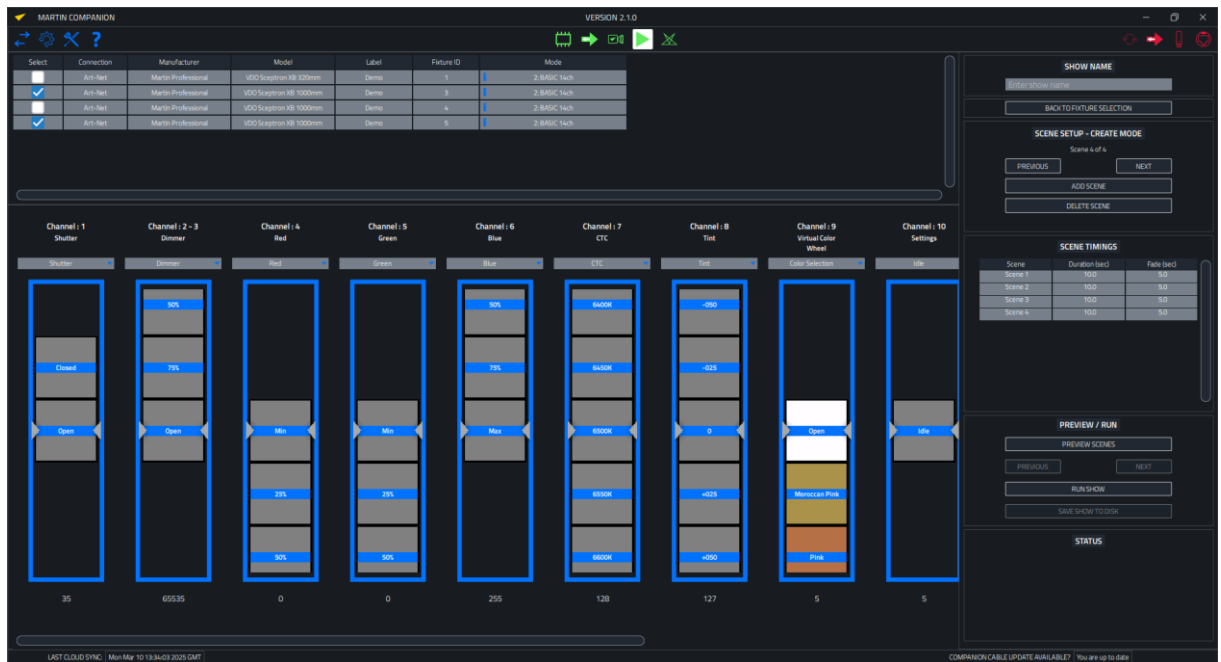 MARTIN COMPANION
VERSION 2.1.0
?
Select Connection Manufacturer Model Label Fixture ID Mode
Art-Net Martin Professional VDO Sceptron XB 320mm Demo 1 2: BASIC 14ch
Art-Net Martin Professional VDO Sceptron XB 1000mm Demo 3 2: BASIC 14ch
Art-Net Martin Professional VDO Sceptron XB 1000mm Demo 4 2: BASIC 14ch
Art-Net Martin Professional VDO Sceptron XB 1000mm Demo 5 2: BASIC 14ch
Channel : 1
Shutter
Shutter
Closed
Open
35
Channel : 2 - 3
Dimmer
Dimmer
50%
75%
Open
65535
Channel : 4
Red
Red
Min
25%
50%
0
Channel : 5
Green
Green
Min
25%
50%
0
Channel : 6
Blue
Blue
50%
75%
Max
255
Channel : 7
CTC
CTC
6400K
6450K
6500K
6550K
6600K
128
Channel : 8
Tint
Tint
-050
-025
0
+025
+050
127
Channel : 9
Virtual Color
Wheel
Color Selection
Open
Moroccan Pink
Pink
5
Channel : 10
Settings
Idle
Idle
5
SHOW NAME
Enter show name
BACK TO FIXTURE SELECTION
SCENE SETUP - CREATE MODE
Scene 4 of 4
PREVIOUS NEXT
ADD SCENE
DELETE SCENE
SCENE TIMINGS
Scene Duration (sec) Fade (sec)
Scene 1 10.0 5.0
Scene 2 10.0 5.0
Scene 3 10.0 5.0
Scene 4 10.0 5.0
PREVIEW / RUN
PREVIEW SCENES
PREVIOUS NEXT
RUN SHOW
SAVE SHOW TO DISK
STATUS
LAST CLOUD SYNC: Mon Mar 10 13:34:03 2025 GMT
COMPANION CABLE UPDATE AVAILABLE? You are up to date